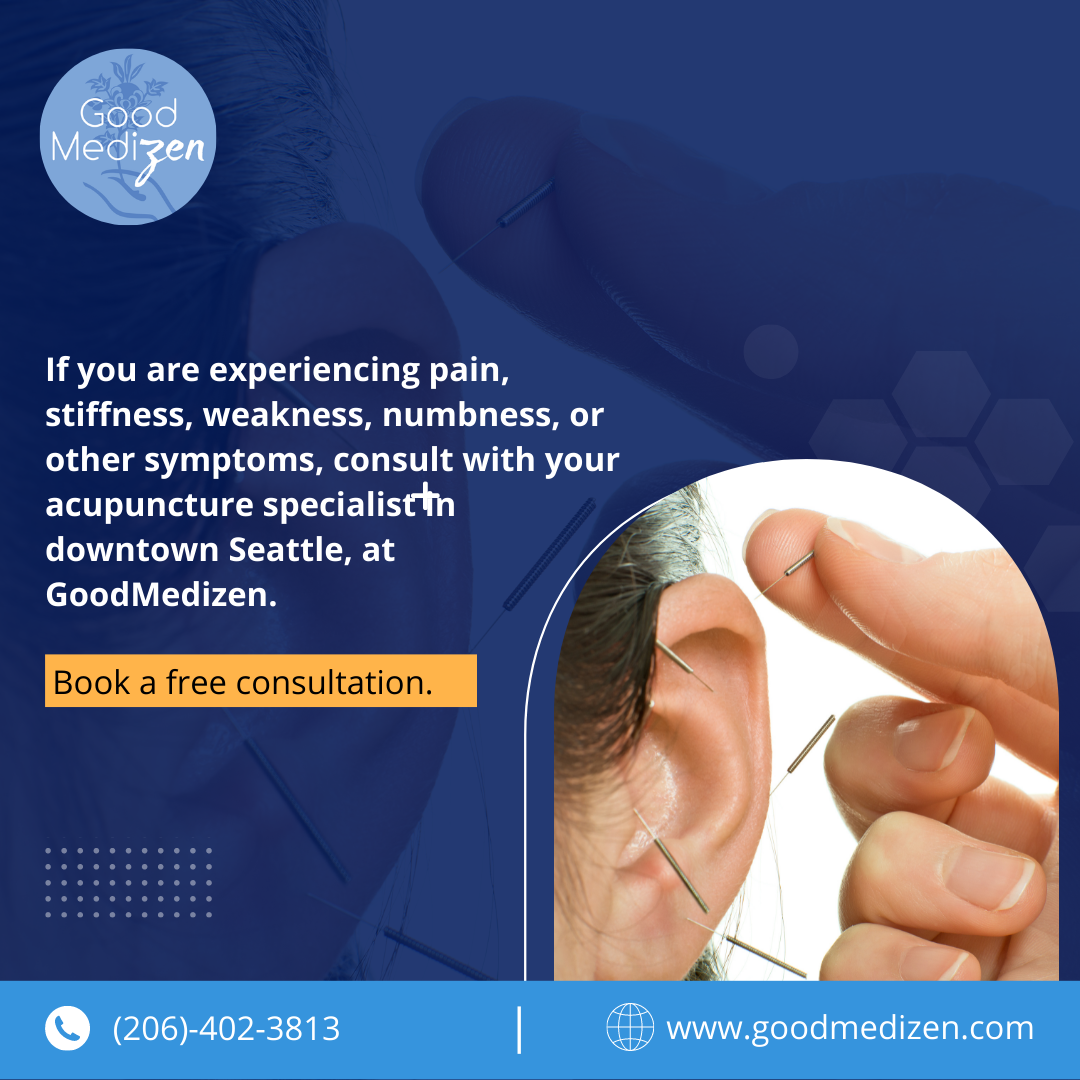 Good
Medizen
If you are experiencing pain,
stiffness, weakness, numbness, or
other symptoms, consult with your
acupuncture specialist in
downtown Seattle, at
GoodMedizen.
Book a free consultation.
(206)-402-3813 | www.goodmedizen.com